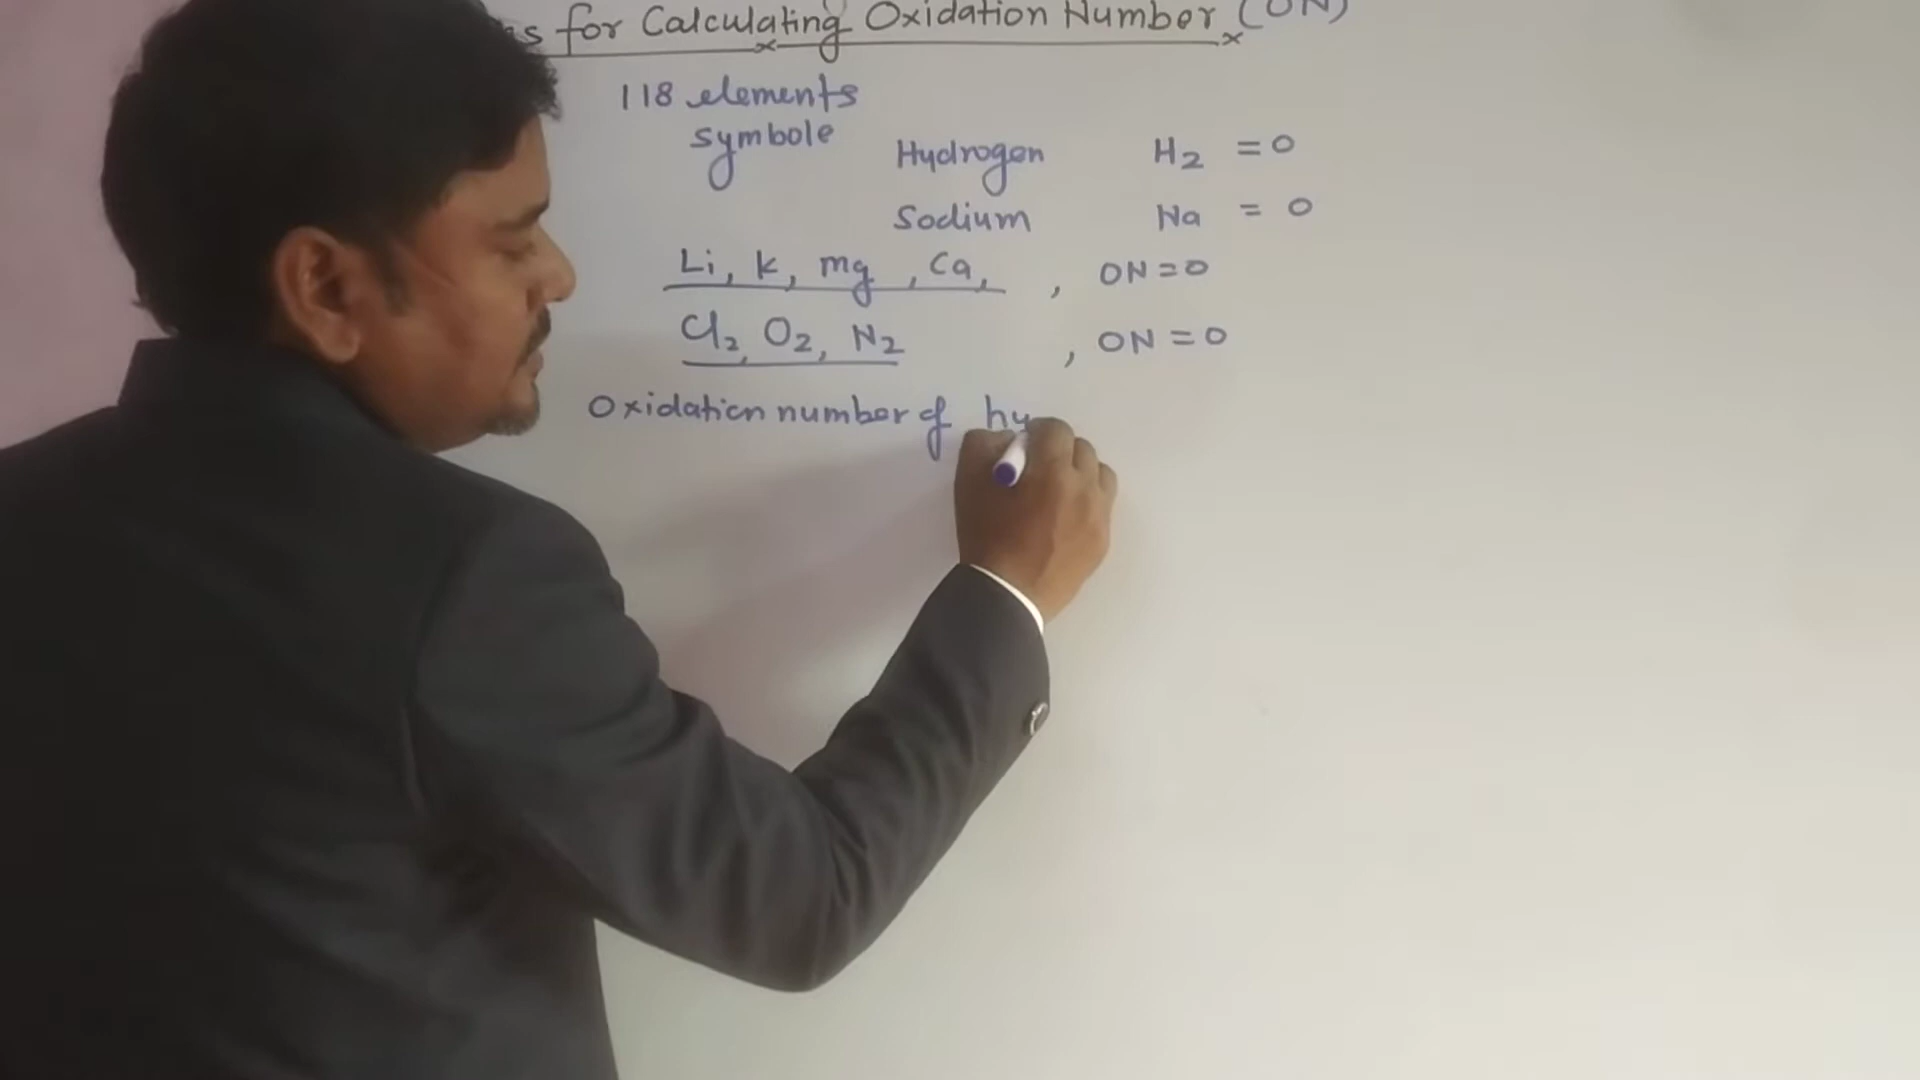 for Calculating Oxidation Number (ON)
118 elements
symbole
Hydrogen H2 = 0
Sodium Na = 0
Li, K, mg, Ca, , ON = 0
Cl2, O2, N2 , ON = 0
Oxidation number of hy